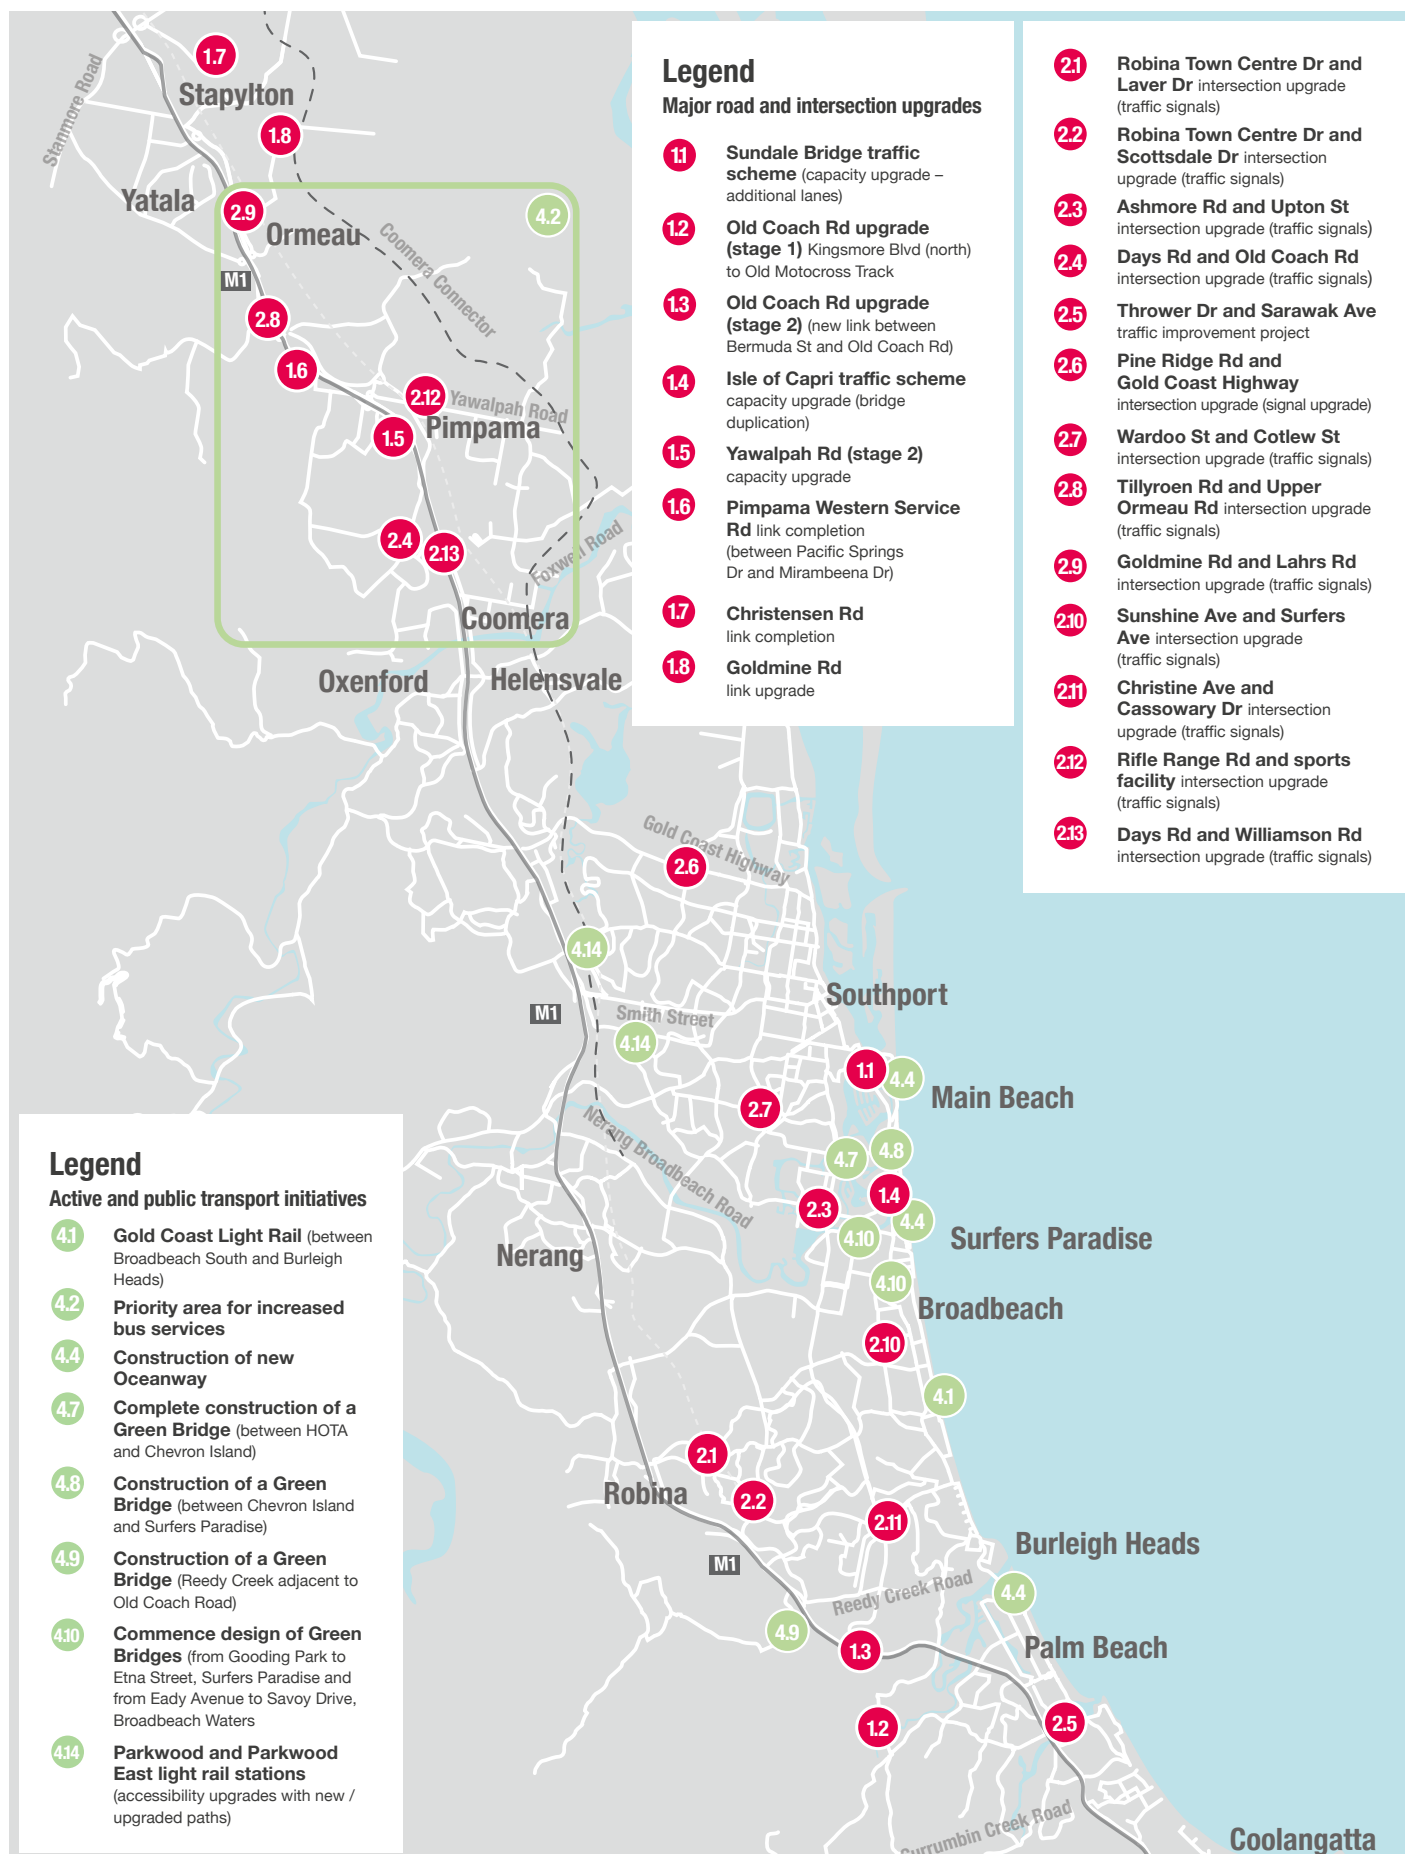 Legend
Major road and intersection upgrades
1.1
Sundale Bridge traffic
scheme (capacity upgrade –
additional lanes)
1.2
Old Coach Rd upgrade
(stage 1) Kingsmore Blvd (north)
to Old Motocross Track
1.3
Old Coach Rd upgrade
(stage 2) (new link between
Bermuda St and Old Coach Rd)
1.4
Isle of Capri traffic scheme
capacity upgrade (bridge
duplication)
1.5
Yawalpah Rd (stage 2)
capacity upgrade
1.6
Pimpama Western Service
Rd link completion
(between Pacific Springs
Dr and Mirambeena Dr)
1.7
Christensen Rd
link completion
1.8
Goldmine Rd
link upgrade
2.1
Robina Town Centre Dr and
Laver Dr intersection upgrade
(traffic signals)
2.2
Robina Town Centre Dr and
Scottsdale Dr intersection
upgrade (traffic signals)
2.3
Ashmore Rd and Upton St
intersection upgrade (traffic signals)
2.4
Days Rd and Old Coach Rd
intersection upgrade (traffic signals)
2.5
Thrower Dr and Sarawak Ave
traffic improvement project
2.6
Pine Ridge Rd and
Gold Coast Highway
intersection upgrade (signal upgrade)
2.7
Wardoo St and Cotlew St
intersection upgrade (traffic signals)
2.8
Tillyroen Rd and Upper
Ormeau Rd intersection upgrade
(traffic signals)
2.9
Goldmine Rd and Lahrs Rd
intersection upgrade (traffic signals)
2.10
Sunshine Ave and Surfers
Ave intersection upgrade
(traffic signals)
2.11
Christine Ave and
Cassowary Dr intersection
upgrade (traffic signals)
2.12
Rifle Range Rd and sports
facility intersection upgrade
(traffic signals)
2.13
Days Rd and Williamson Rd
intersection upgrade (traffic signals)
1.7
Stapylton
Stanmore Road
1.8
Yatala
2.9
4.2
Ormeau
Coomera Connector
M1
2.8
1.6
2.12
Yawalpah Road
Pimpama
1.5
2.4
2.13
Foxwell Road
Coomera
Oxenford
Helensvale
Gold Coast Highway
2.6
4.14
Southport
M1
Smith Street
4.14
1.1
4.4
Main Beach
2.7
Nerang Broadbeach Road
4.7
4.8
1.4
2.3
4.4
4.10
Surfers Paradise
Nerang
4.10
Broadbeach
2.10
4.1
2.1
Robina
2.2
2.11
Burleigh Heads
M1
Reedy Creek Road
4.4
4.9
1.3
Palm Beach
1.2
2.5
Currumbin Creek Road
Coolangatta
Legend
Active and public transport initiatives
4.1
Gold Coast Light Rail (between
Broadbeach South and Burleigh
Heads)
4.2
Priority area for increased
bus services
4.4
Construction of new
Oceanway
4.7
Complete construction of a
Green Bridge (between HOTA
and Chevron Island)
4.8
Construction of a Green
Bridge (between Chevron Island
and Surfers Paradise)
4.9
Construction of a Green
Bridge (Reedy Creek adjacent to
Old Coach Road)
4.10
Commence design of Green
Bridges (from Gooding Park to
Etna Street, Surfers Paradise and
from Eady Avenue to Savoy Drive,
Broadbeach Waters
4.14
Parkwood and Parkwood
East light rail stations
(accessibility upgrades with new /
upgraded paths)